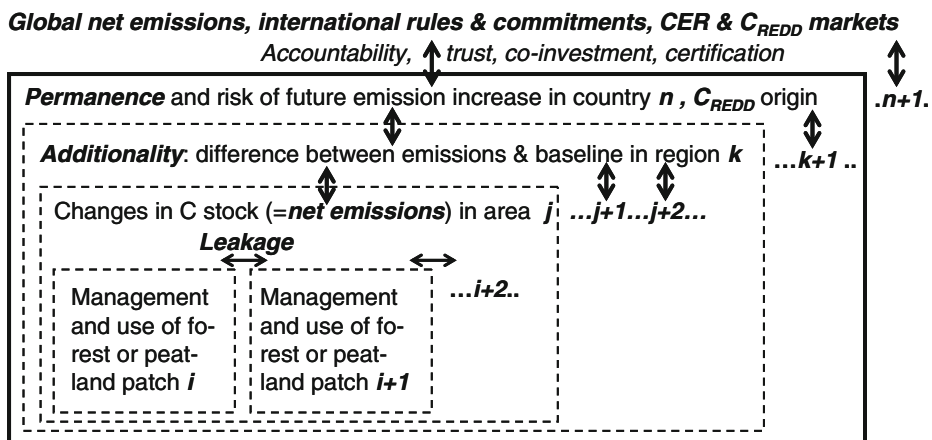 Global net emissions, international rules & commitments, CER & CREDD markets
Accountability, trust, co-investment, certification
Permanence and risk of future emission increase in country n , CREDD origin
.n+1.
Additionality: difference between emissions & baseline in region k
...k+1 ..
Changes in C stock (=net emissions) in area j
...j+1...j+2...
Leakage
...i+2..
Management
and use of fo-
rest or peat-
land patch i
Management
and use of fo-
rest or peat-
land patch i+1